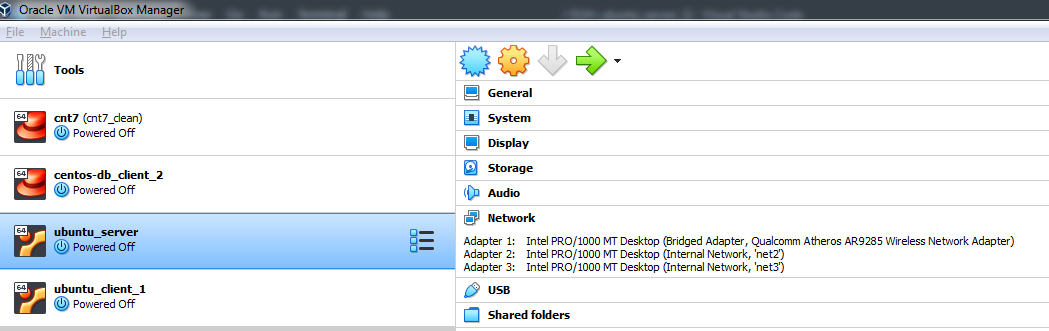 Oracle VM VirtualBox Manager
File Machine Help
Tools
64
cnt7 (cnt7_clean)
Powered Off
64
centos-db_client_2
Powered Off
64
ubuntu_server
Powered Off
64
ubuntu_client_1
Powered Off
General
System
Display
Storage
Audio
Network
Adapter 1: Intel PRO/1000 MT Desktop (Bridged Adapter, Qualcomm Atheros AR9285 Wireless Network Adapter)
Adapter 2: Intel PRO/1000 MT Desktop (Internal Network, 'net2')
Adapter 3: Intel PRO/1000 MT Desktop (Internal Network, 'net3')
USB
Shared folders